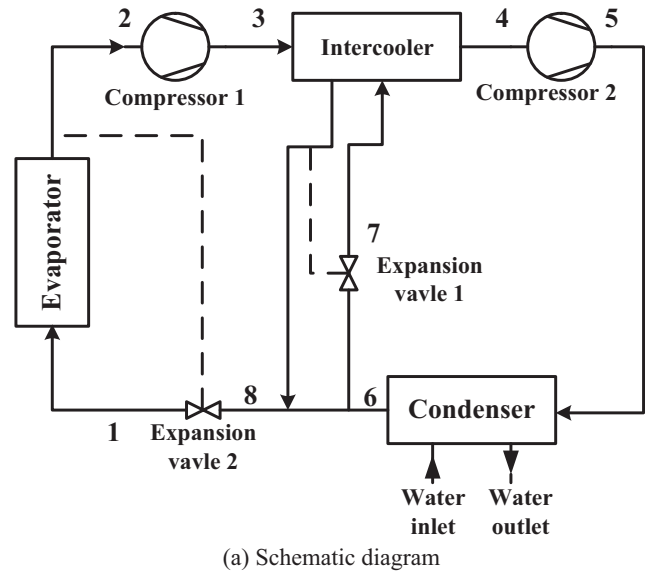 2
3
4
5
Intercooler
Compressor 1
Compressor 2
Evaporator
7
Expansion
vavle 1
8
6
Condenser
1
Expansion
vavle 2
Water
inlet
Water
outlet
(a) Schematic diagram